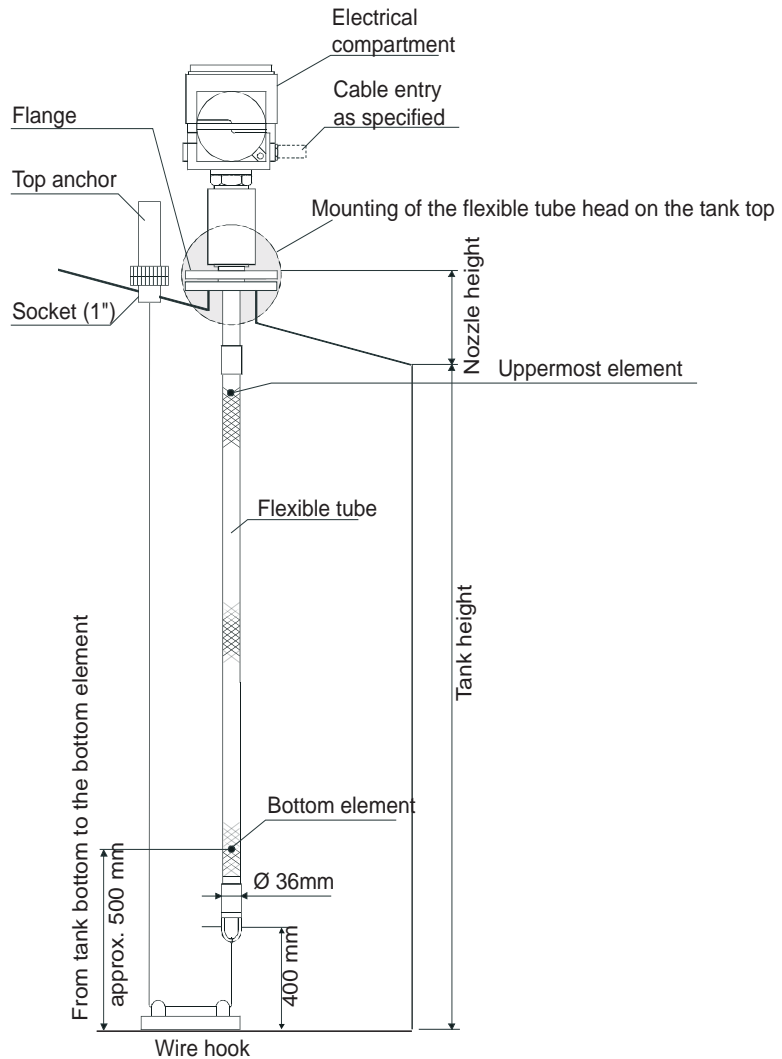 Electrical
compartment
Cable entry
as specified
Flange
Top anchor
Mounting of the flexible tube head on the tank top
Socket (1")
Nozzle height
Uppermost element
Flexible tube
Tank height
From tank bottom to the bottom element
approx. 500 mm
Bottom element
Ø 36mm
400 mm
Wire hook